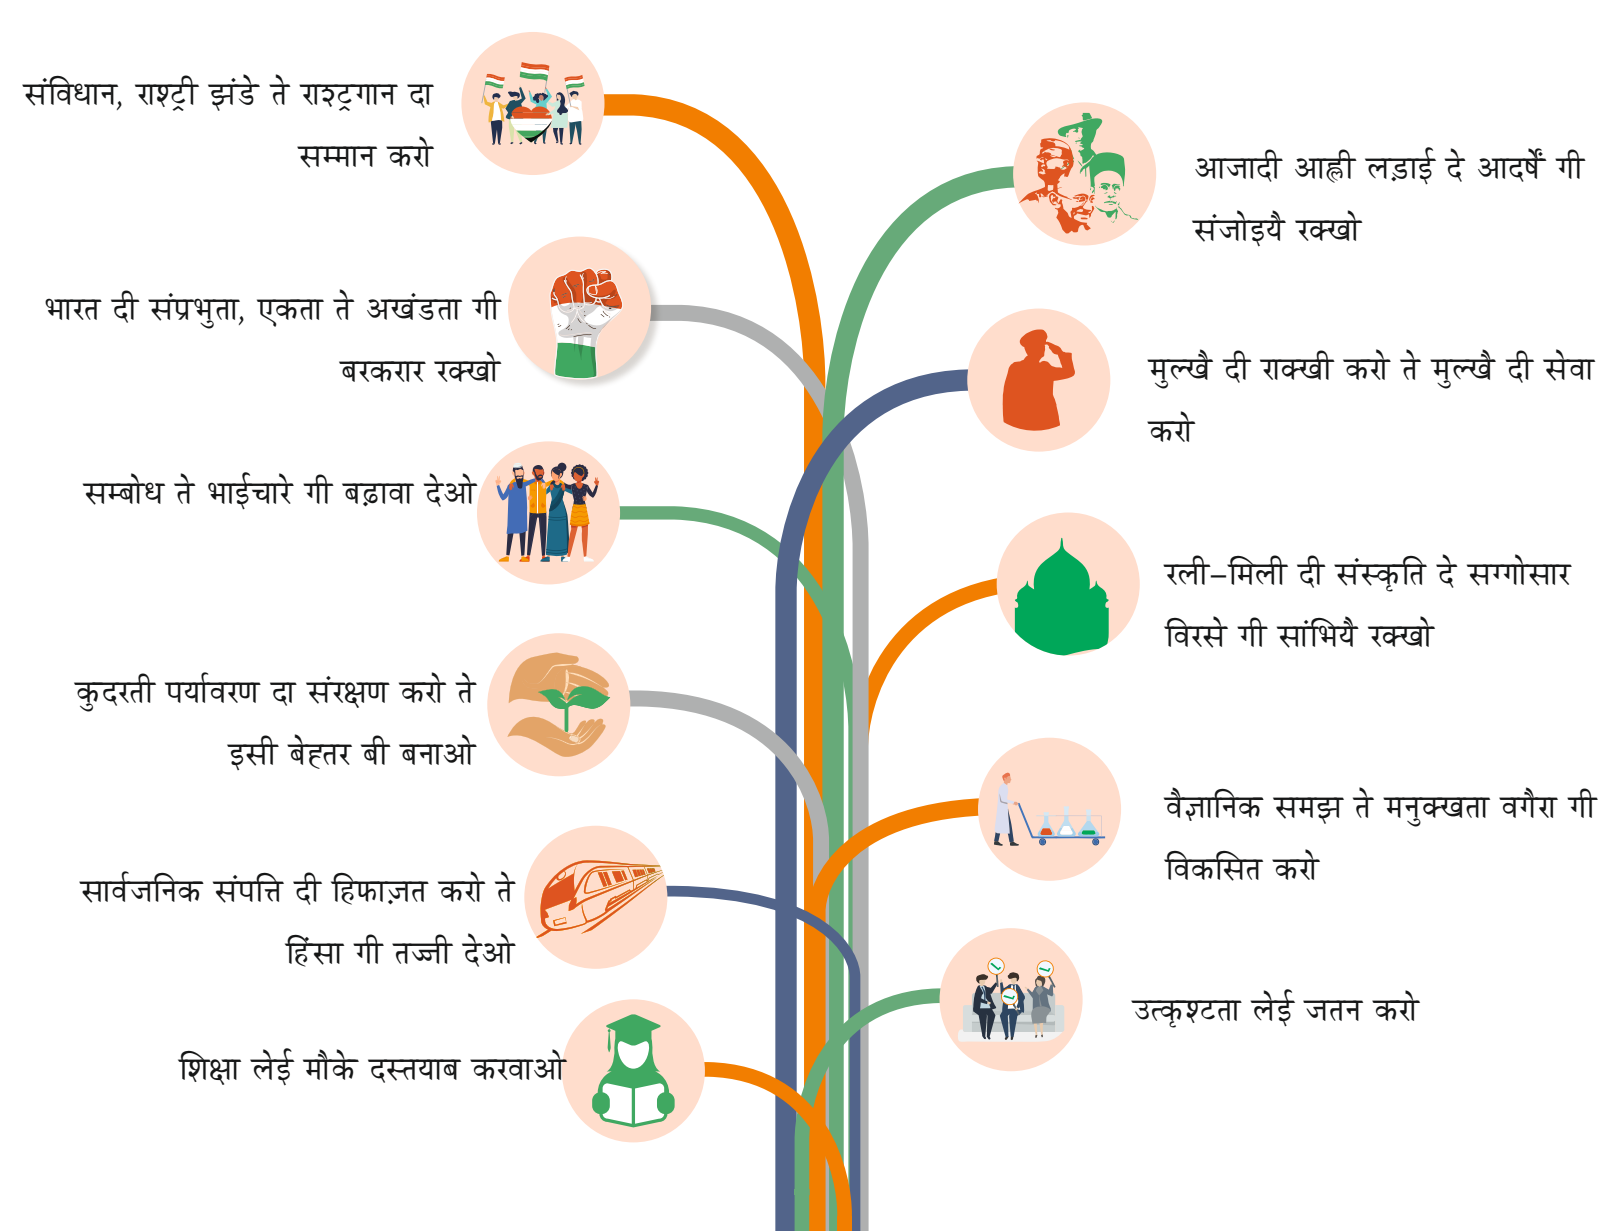 संविधान, राश्ट्री झंडे ते राश्ट्रगान दा
सम्मान करो
आजादी आह्ली लड़ाई दे आदर्षें गी
संजोइयै रक्खो
भारत दी संप्रभुता, एकता ते अखंडता गी
बरकरार रक्खो
मुल्खै दी राक्खी करो ते मुल्खै दी सेवा
करो
सम्बोध ते भाईचारे गी बढ़ावा देओ
रली-मिली दी संस्कृति दे सग्गोसार
विरसे गी सांभियै रक्खो
कुदरती पर्यावरण दा संरक्षण करो ते
इसी बेहतर बी बनाओ
वैज्ञानिक समझ ते मनुक्खता वगैरा गी
विकसित करो
सार्वजनिक संपत्ति दी हिफाज़त करो ते
हिंसा गी तज्जी देओ
उत्कृश्टता लेई जतन करो
शिक्षा लेई मौके दस्तयाब करवाओ